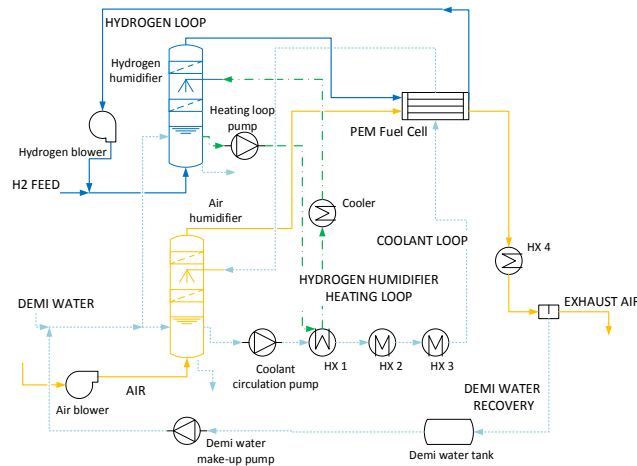 HYDROGEN LOOP
Hydrogen
humidifier
Heating loop
pump
PEM Fuel Cell
Hydrogen blower
H2 FEED
Air
humidifier
Cooler
COOLANT LOOP
HX 4
HYDROGEN HUMIDIFIER
HEATING LOOP
DEMI WATER
EXHAUST AIR
HX 1
HX 2
HX 3
Coolant
circulation pump
AIR
Air blower
DEMI WATER
RECOVERY
Demi water
make-up pump
Demi water tank